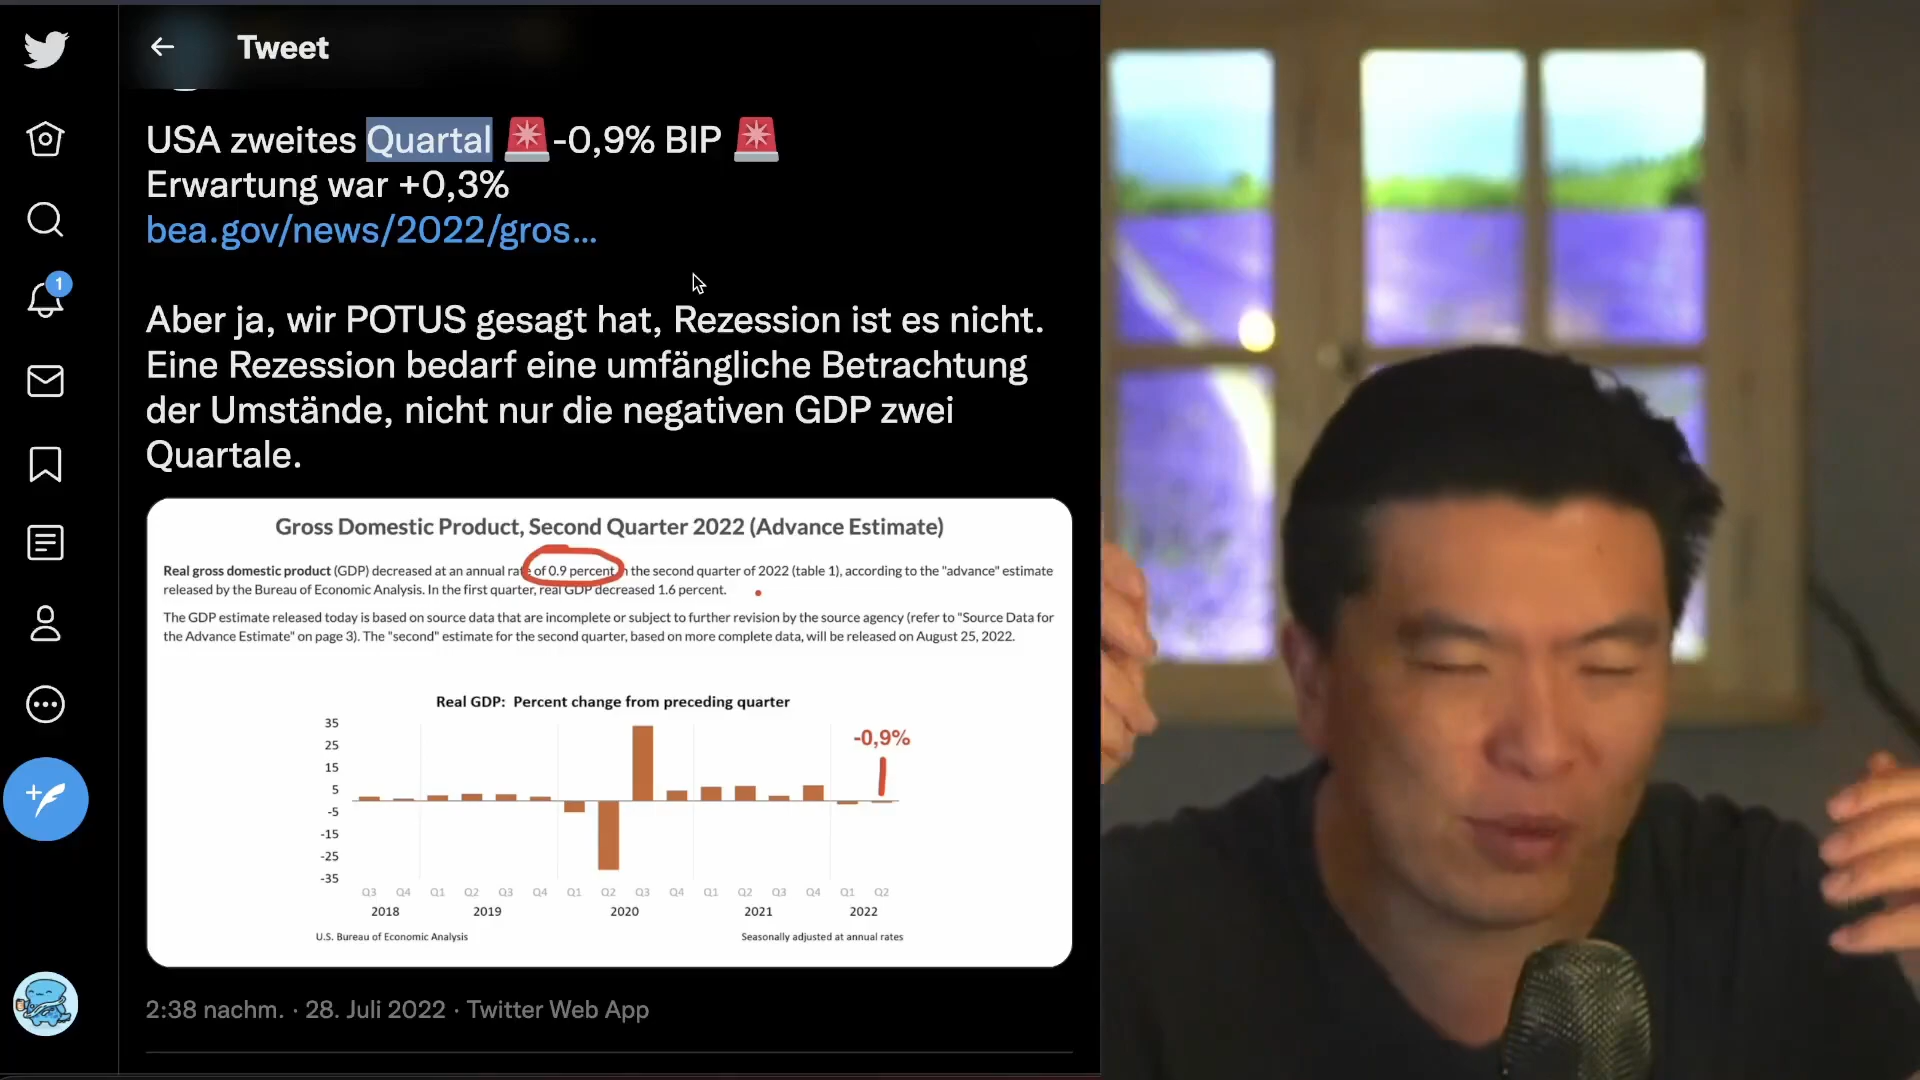 Tweet
USA zweites Quartal 🚨-0,9% BIP 🚨
Erwartung war +0,3%
bea.gov/news/2022/gros...
1
Aber ja, wir POTUS gesagt hat, Rezession ist es nicht.
Eine Rezession bedarf eine umfängliche Betrachtung
der Umstände, nicht nur die negativen GDP zwei
Quartale.
Gross Domestic Product, Second Quarter 2022 (Advance Estimate)
Real gross domestic product (GDP) decreased at an annual rate of 0.9 percent in the second quarter of 2022 (table 1), according to the "advance" estimate
released by the Bureau of Economic Analysis. In the first quarter, real GDP decreased 1.6 percent.
The GDP estimate released today is based on source data that are incomplete or subject to further revision by the source agency (refer to "Source Data for
the Advance Estimate" on page 3). The "second" estimate for the second quarter, based on more complete data, will be released on August 25, 2022.
Real GDP: Percent change from preceding quarter
35
25
15
5
-5
-15
-25
-35
-0,9%
Q3 Q4 Q1 Q2 Q3 Q4 Q1 Q2 Q3 Q4 Q1 Q2 Q3 Q4 Q1 Q2
2018 2019 2020 2021 2022
U.S. Bureau of Economic Analysis Seasonally adjusted at annual rates
2:38 nachm. · 28. Juli 2022 · Twitter Web App